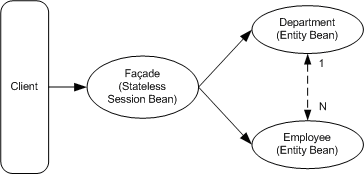 Client
Façade
(Stateless
Session Bean)
Department
(Entity Bean)
1
N
Employee
(Entity Bean)